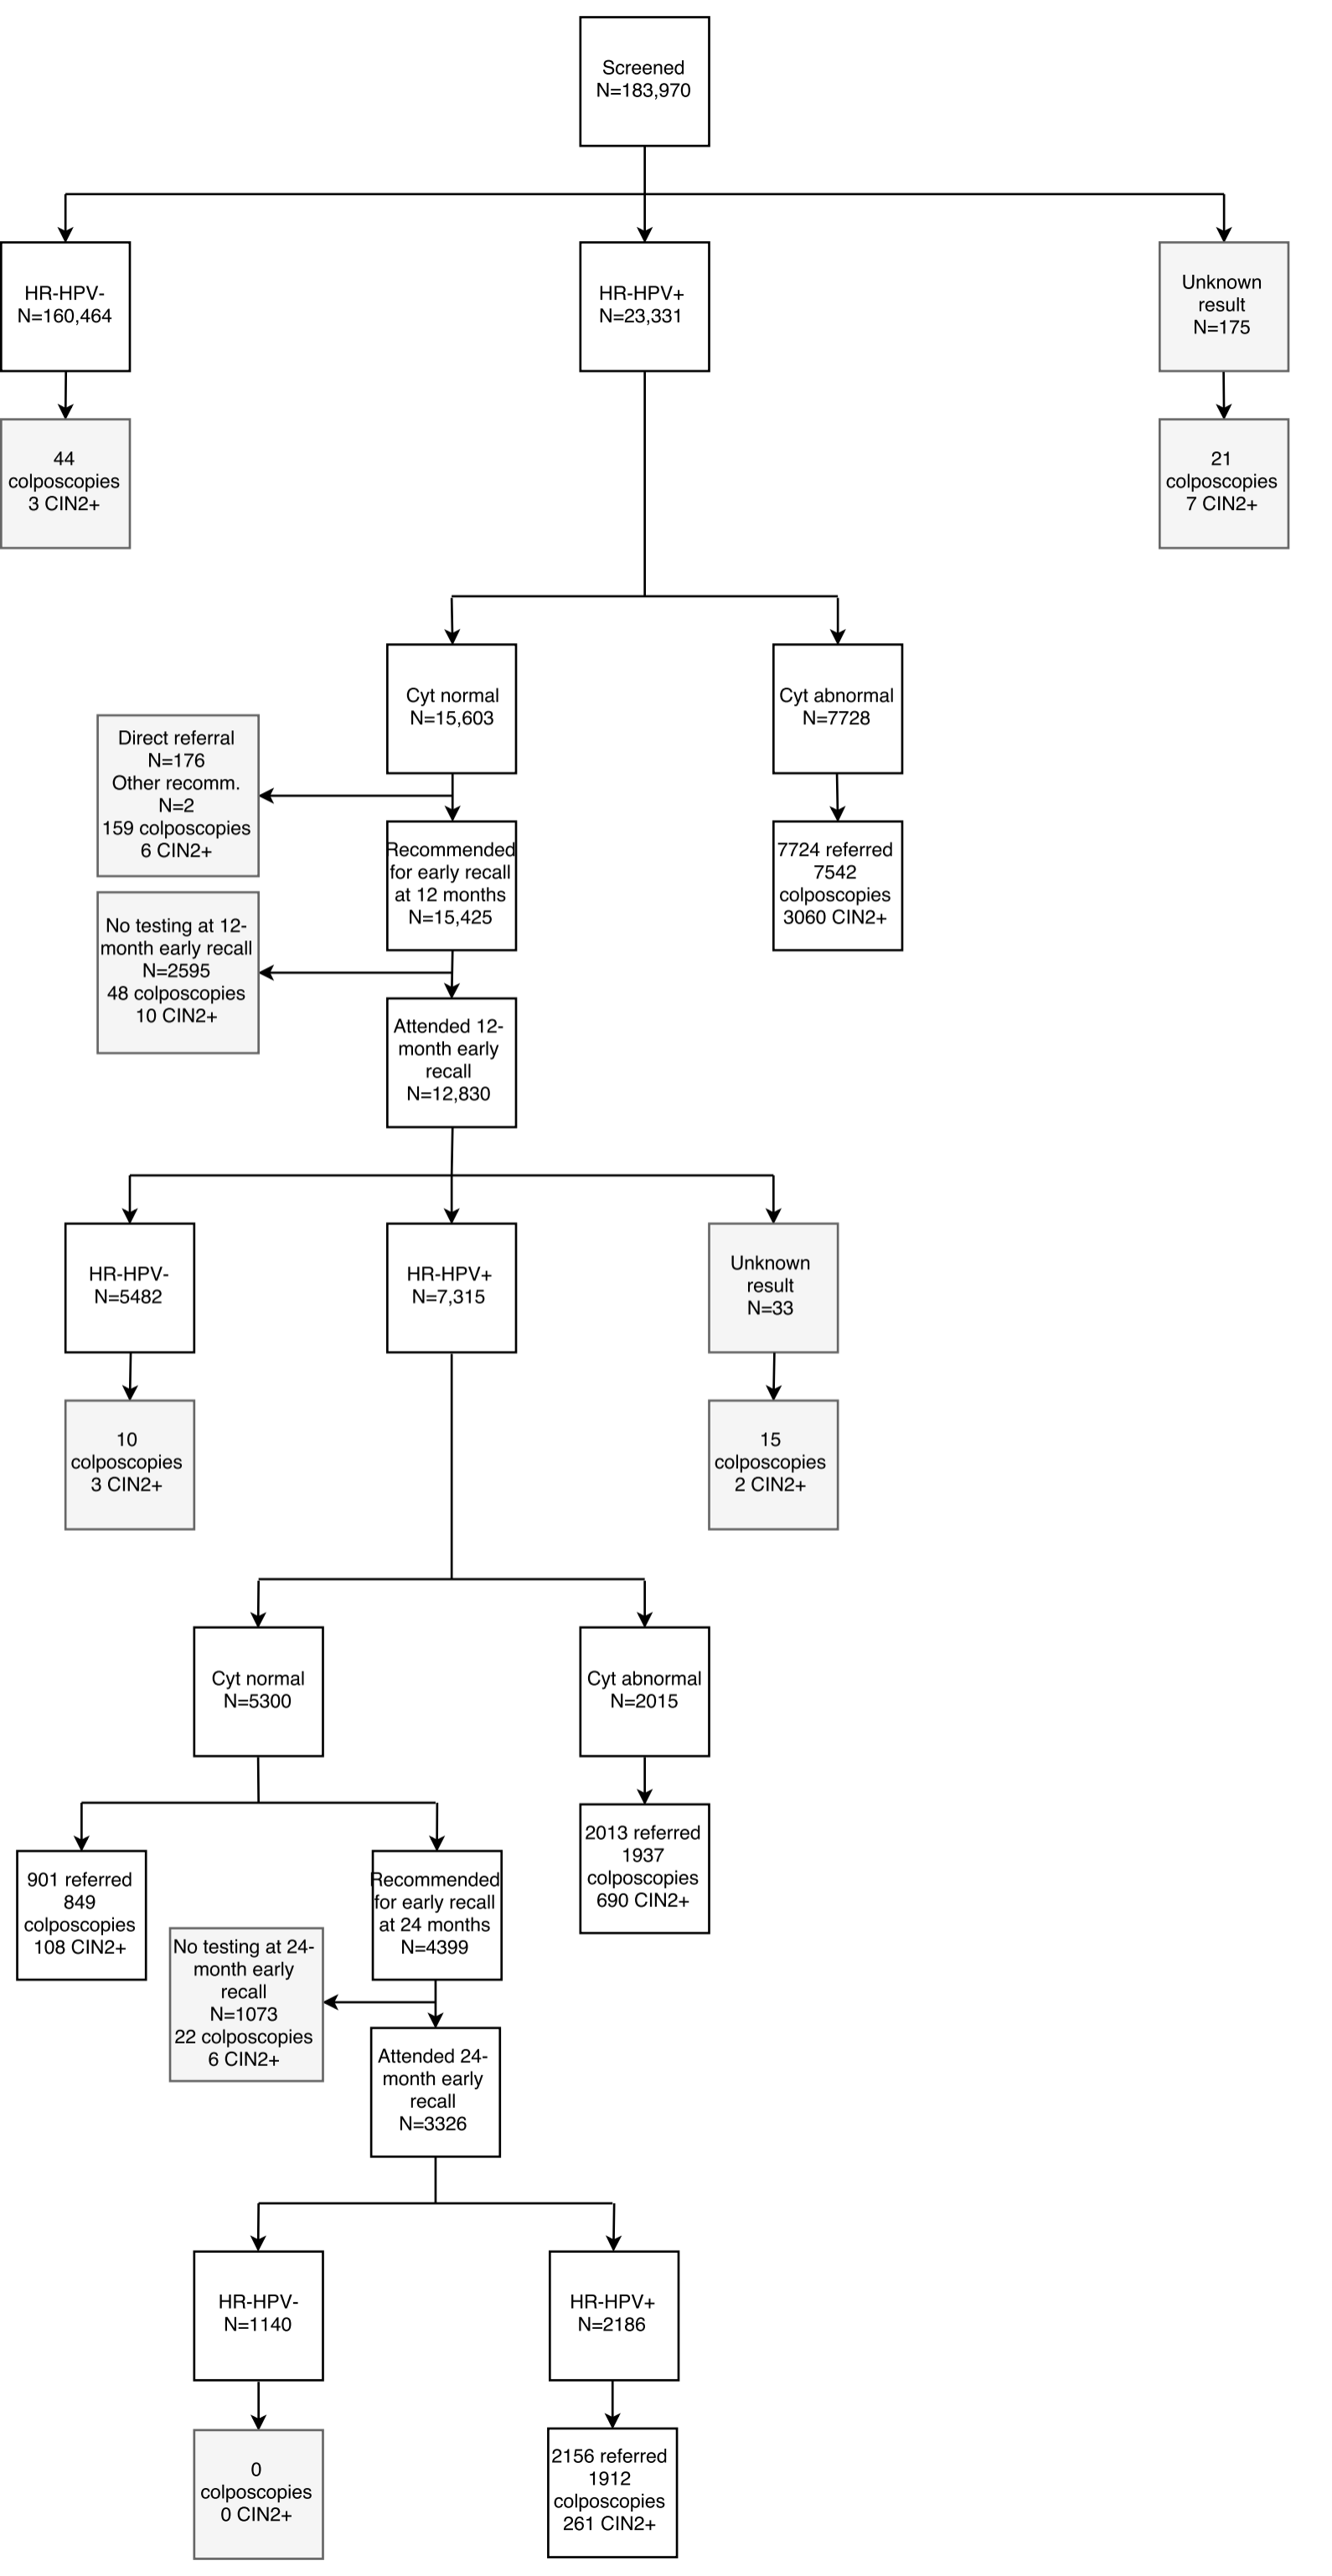 Screened
N=183,970
HR-HPV-
N=160,464
HR-HPV+
N=23,331
Unknown
result
N=175
44
colposcopies
3 CIN2+
21
colposcopies
7 CIN2+
Cyt normal
N=15,603
Cyt abnormal
N=7728
Direct referral
N=176
Other recomm.
N=2
159 colposcopies
6 CIN2+
Recommended
for early recall
at 12 months
N=15,425
7724 referred
7542
colposcopies
3060 CIN2+
No testing at 12-
month early recall
N=2595
48 colposcopies
10 CIN2+
Attended 12-
month early
recall
N=12,830
HR-HPV-
N=5482
HR-HPV+
N=7,315
Unknown
result
N=33
10
colposcopies
3 CIN2+
15
colposcopies
2 CIN2+
Cyt normal
N=5300
Cyt abnormal
N=2015
901 referred
849
colposcopies
108 CIN2+
Recommended
for early recall
at 24 months
N=4399
2013 referred
1937
colposcopies
690 CIN2+
No testing at 24-
month early
recall
N=1073
22 colposcopies
6 CIN2+
Attended 24-
month early
recall
N=3326
HR-HPV-
N=1140
HR-HPV+
N=2186
0
colposcopies
0 CIN2+
2156 referred
1912
colposcopies
261 CIN2+